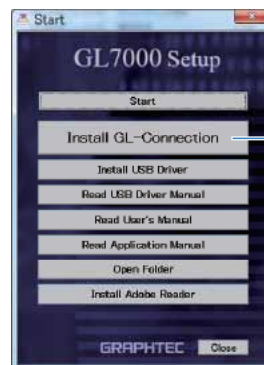 Start
GL7000 Setup
Start
Install GL-Connection
Install USB Driver
Read USB Driver Manual
Read User's Manual
Read Application Manual
Open Folder
Install Adobe Reader
GRAPHTEC
Close